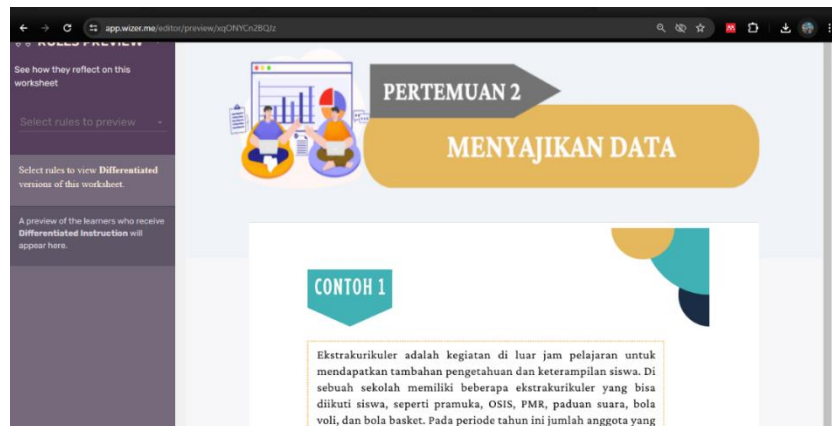 app.wizer.me/editor/preview/xqONYCn2BQJz
RULES PREVIEW
See how they reflect on this
worksheet
Select rules to preview
Select rules to view Differentiated
versions of this worksheet.
A preview of the learners who receive
Differentiated Instruction will
appear here.
PERTEMUAN 2
MENYAJIKAN DATA
CONTOH 1
Ekstrakurikuler adalah kegiatan di luar jam pelajaran untuk
mendapatkan tambahan pengetahuan dan keterampilan siswa. Di
sebuah sekolah memiliki beberapa ekstrakurikuler yang bisa
diikuti siswa, seperti pramuka, OSIS, PMR, paduan suara, bola
voli, dan bola basket. Pada periode tahun ini jumlah anggota yang